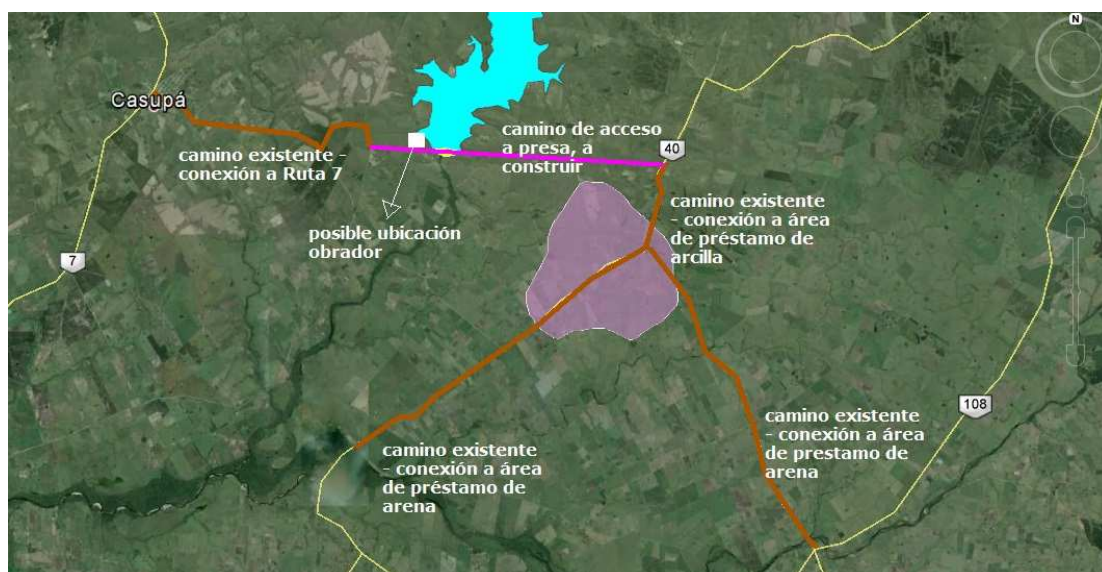 N
Casupá
camino existente -
conexión a Ruta 7
camino de acceso
a presa, a
construir
40
camino existente
- conexión a área
de préstamo de
arcilla
posible ubicación
obrador
7
108
camino existente
- conexión a área
de prestamo de
arena
camino existente
- conexión a área
de préstamo de
arena